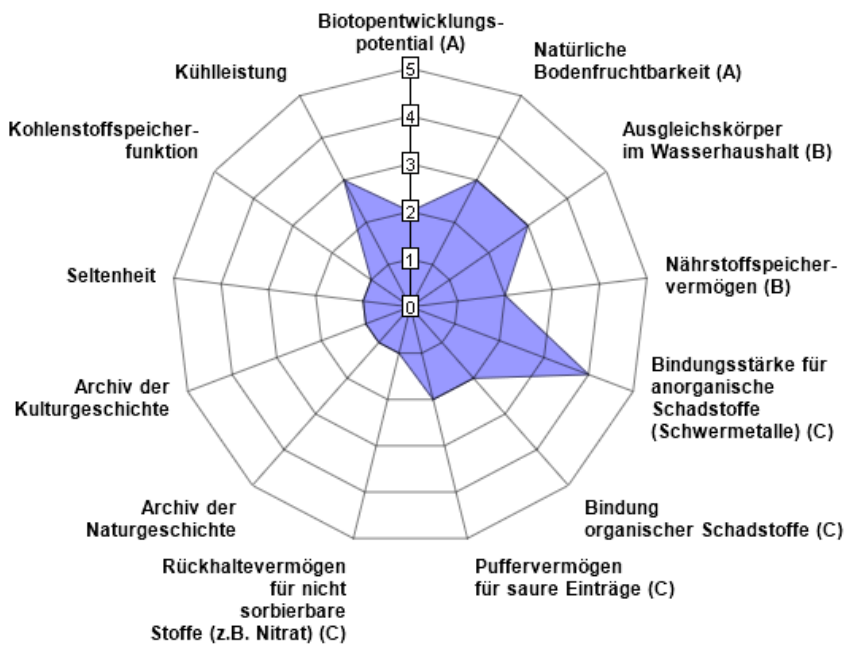 Biotopentwicklungs-
potential (A)
Natürliche
Bodenfruchtbarkeit (A)
Ausgleichskörper
im Wasserhaushalt (B)
Nährstoffspeicher-
vermögen (B)
Bindungsstärke für
anorganische
Schadstoffe
(Schwermetalle) (C)
Bindung
organischer Schadstoffe (C)
Puffervermögen
für saure Einträge (C)
Rückhaltevermögen
für nicht
sorbierbare
Stoffe (z.B. Nitrat) (C)
Archiv der
Naturgeschichte
Archiv der
Kulturgeschichte
Seltenheit
Kohlenstoffspeicher-
funktion
Kühlleistung
5
4
3
2
1
0